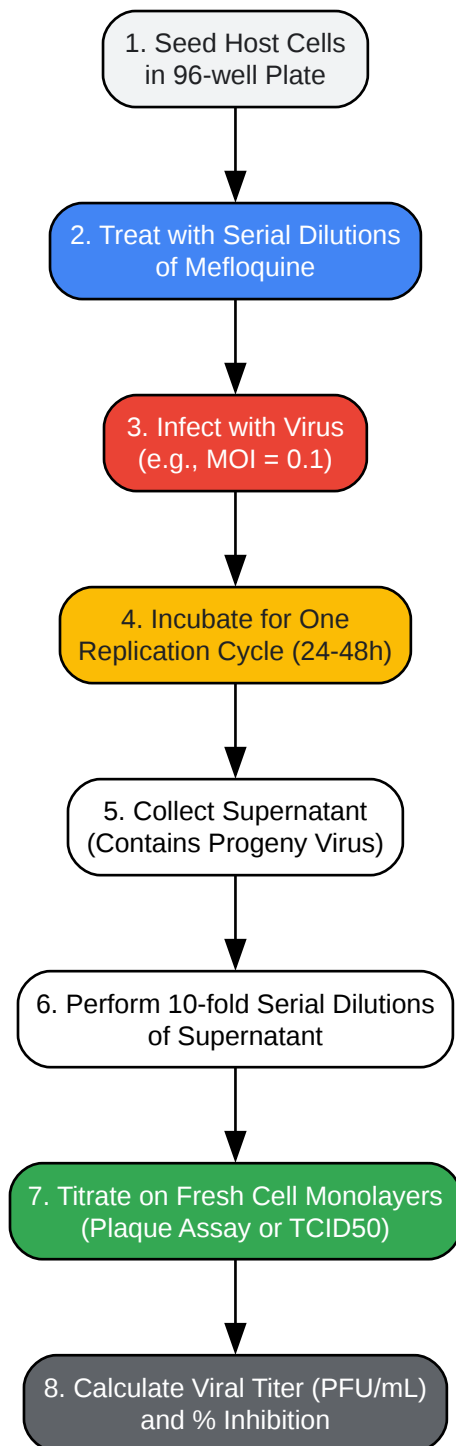 1. Seed Host Cells
in 96-well Plate
2. Treat with Serial Dilutions
of Mefloquine
3. Infect with Virus
(e.g., MOI = 0.1)
4. Incubate for One
Replication Cycle (24-48h)
5. Collect Supernatant
(Contains Progeny Virus)
6. Perform 10-fold Serial Dilutions
of Supernatant
7. Titrate on Fresh Cell Monolayers
(Plaque Assay or TCID50)
8. Calculate Viral Titer (PFU/mL)
and % Inhibition